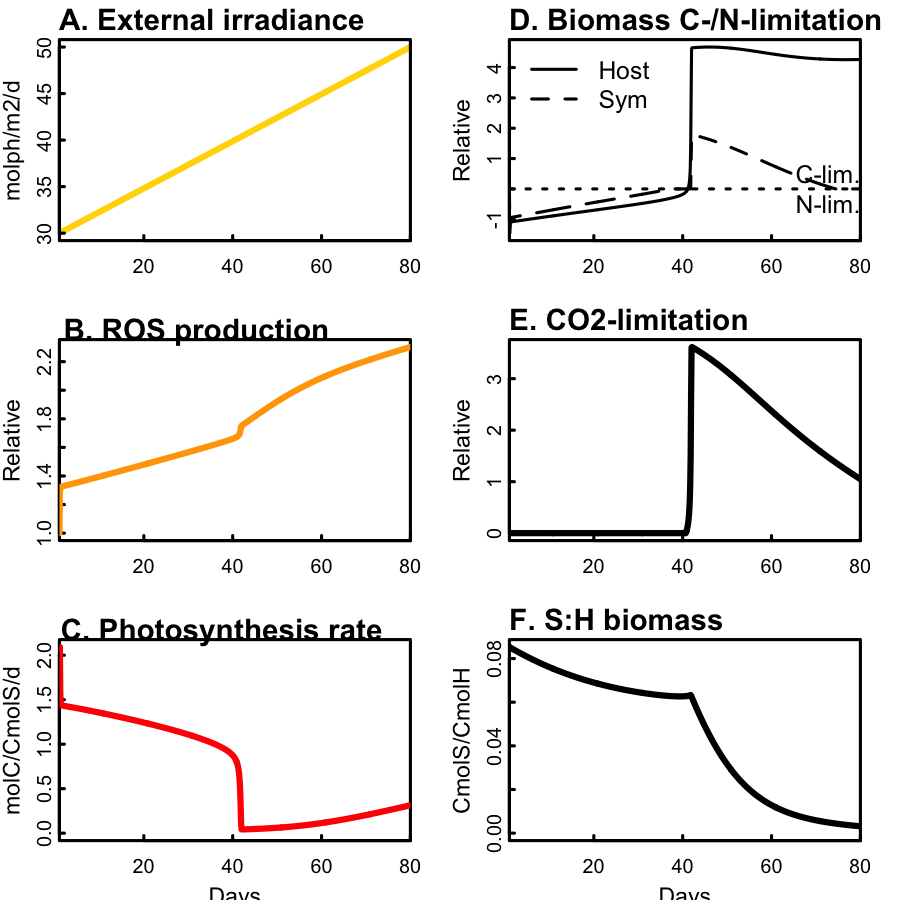 A. External irradiance
molph/m2/d
50
45
40
35
30
20 40 60 80
D. Biomass C-/N-limitation
Relative
4
3
2
1
-1
Host
Sym
C-lim.
N-lim.
20 40 60 80
B. ROS production
Relative
2.2
1.8
1.4
1.0
20 40 60 80
E. CO2-limitation
Relative
3
2
1
0
20 40 60 80
C. Photosynthesis rate
molC/CmolS/d
2.0
1.5
1.0
0.5
0.0
20 40 60 80
Days
F. S:H biomass
CmolS/CmolH
0.08
0.04
0.00
20 40 60 80
Days